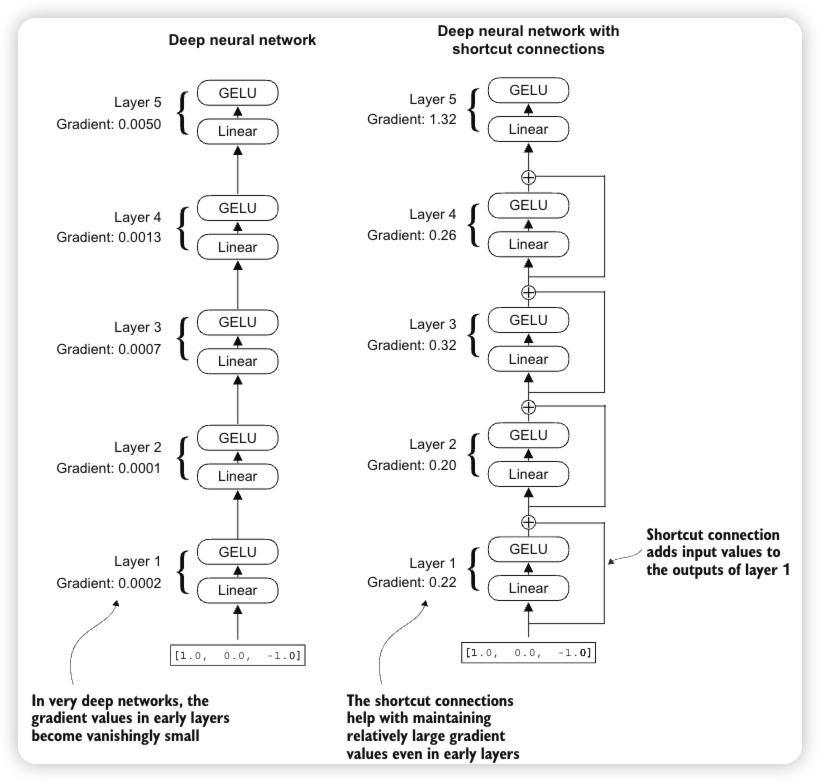 Deep neural network
Layer 5
Gradient: 0.0050
GELU
Linear
Layer 4
Gradient: 0.0013
GELU
Linear
Layer 3
Gradient: 0.0007
GELU
Linear
Layer 2
Gradient: 0.0001
GELU
Linear
Layer 1
Gradient: 0.0002
GELU
Linear
[1.0, 0.0, -1.0]
In very deep networks, the
gradient values in early layers
become vanishingly small
Deep neural network with
shortcut connections
Layer 5
Gradient: 1.32
GELU
Linear
+
Layer 4
Gradient: 0.26
GELU
Linear
+
Layer 3
Gradient: 0.32
GELU
Linear
+
Layer 2
Gradient: 0.20
GELU
Linear
+
Layer 1
Gradient: 0.22
GELU
Linear
[1.0, 0.0, -1.0]
Shortcut connection
adds input values to
the outputs of layer 1
The shortcut connections
help with maintaining
relatively large gradient
values even in early layers